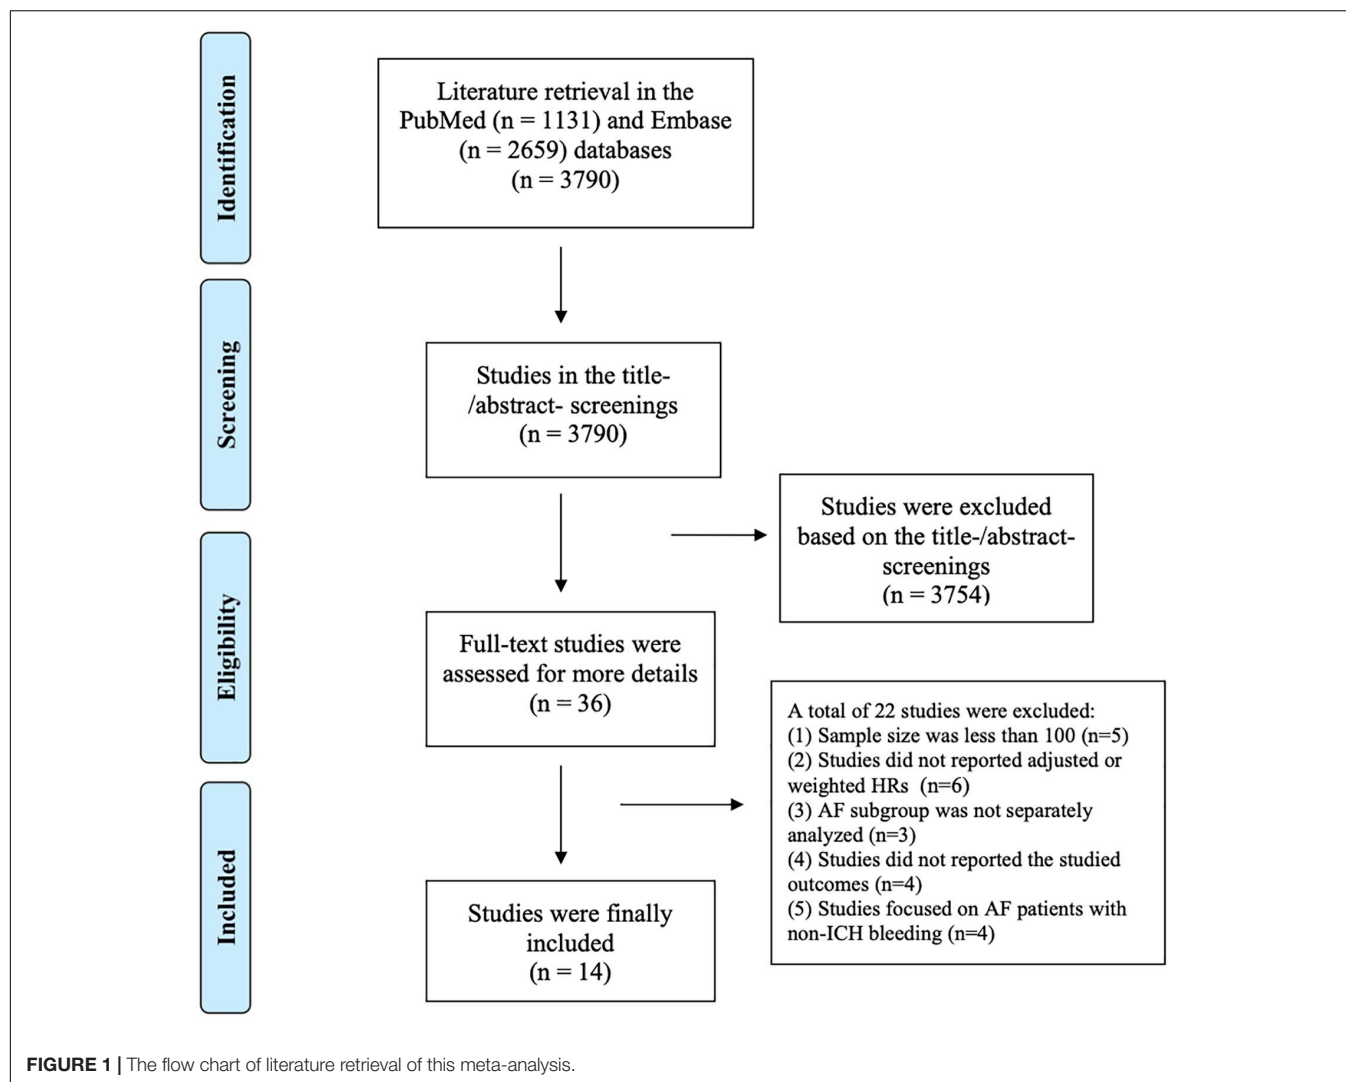 Identification
Literature retrieval in the
PubMed (n = 1131) and Embase
(n = 2659) databases
(n = 3790)
Screening
Studies in the title-
/abstract- screenings
(n = 3790)
Studies were excluded
based on the title-/abstract-
screenings
(n = 3754)
Eligibility
Full-text studies were
assessed for more details
(n = 36)
A total of 22 studies were excluded:
(1) Sample size was less than 100 (n=5)
(2) Studies did not reported adjusted or
weighted HRs (n=6)
(3) AF subgroup was not separately
analyzed (n=3)
(4) Studies did not reported the studied
outcomes (n=4)
(5) Studies focused on AF patients with
non-ICH bleeding (n=4)
Included
Studies were finally
included
(n = 14)
FIGURE 1 | The flow chart of literature retrieval of this meta-analysis.